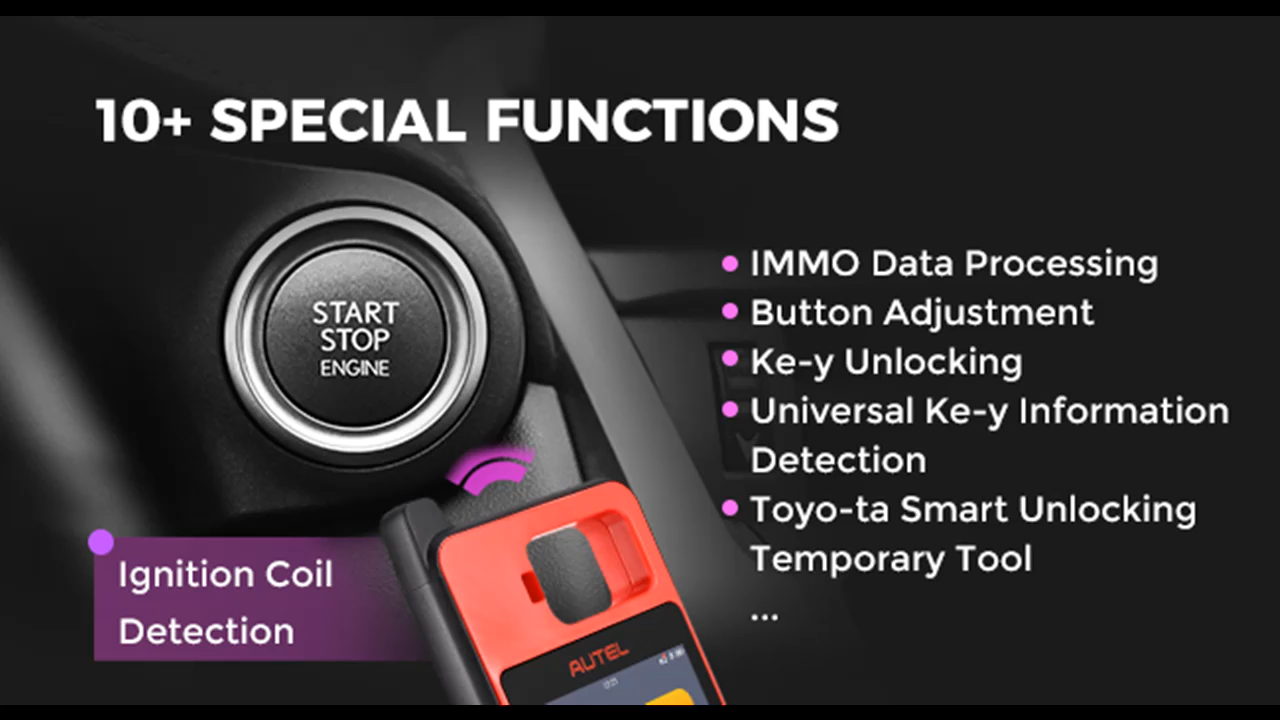 10+ SPECIAL FUNCTIONS
START
STOP
ENGINE
IMMO Data Processing
Button Adjustment
Ke-y Unlocking
Universal Ke-y Information
Detection
Toyo-ta Smart Unlocking
Temporary Tool
...
Ignition Coil
Detection
AUTEL